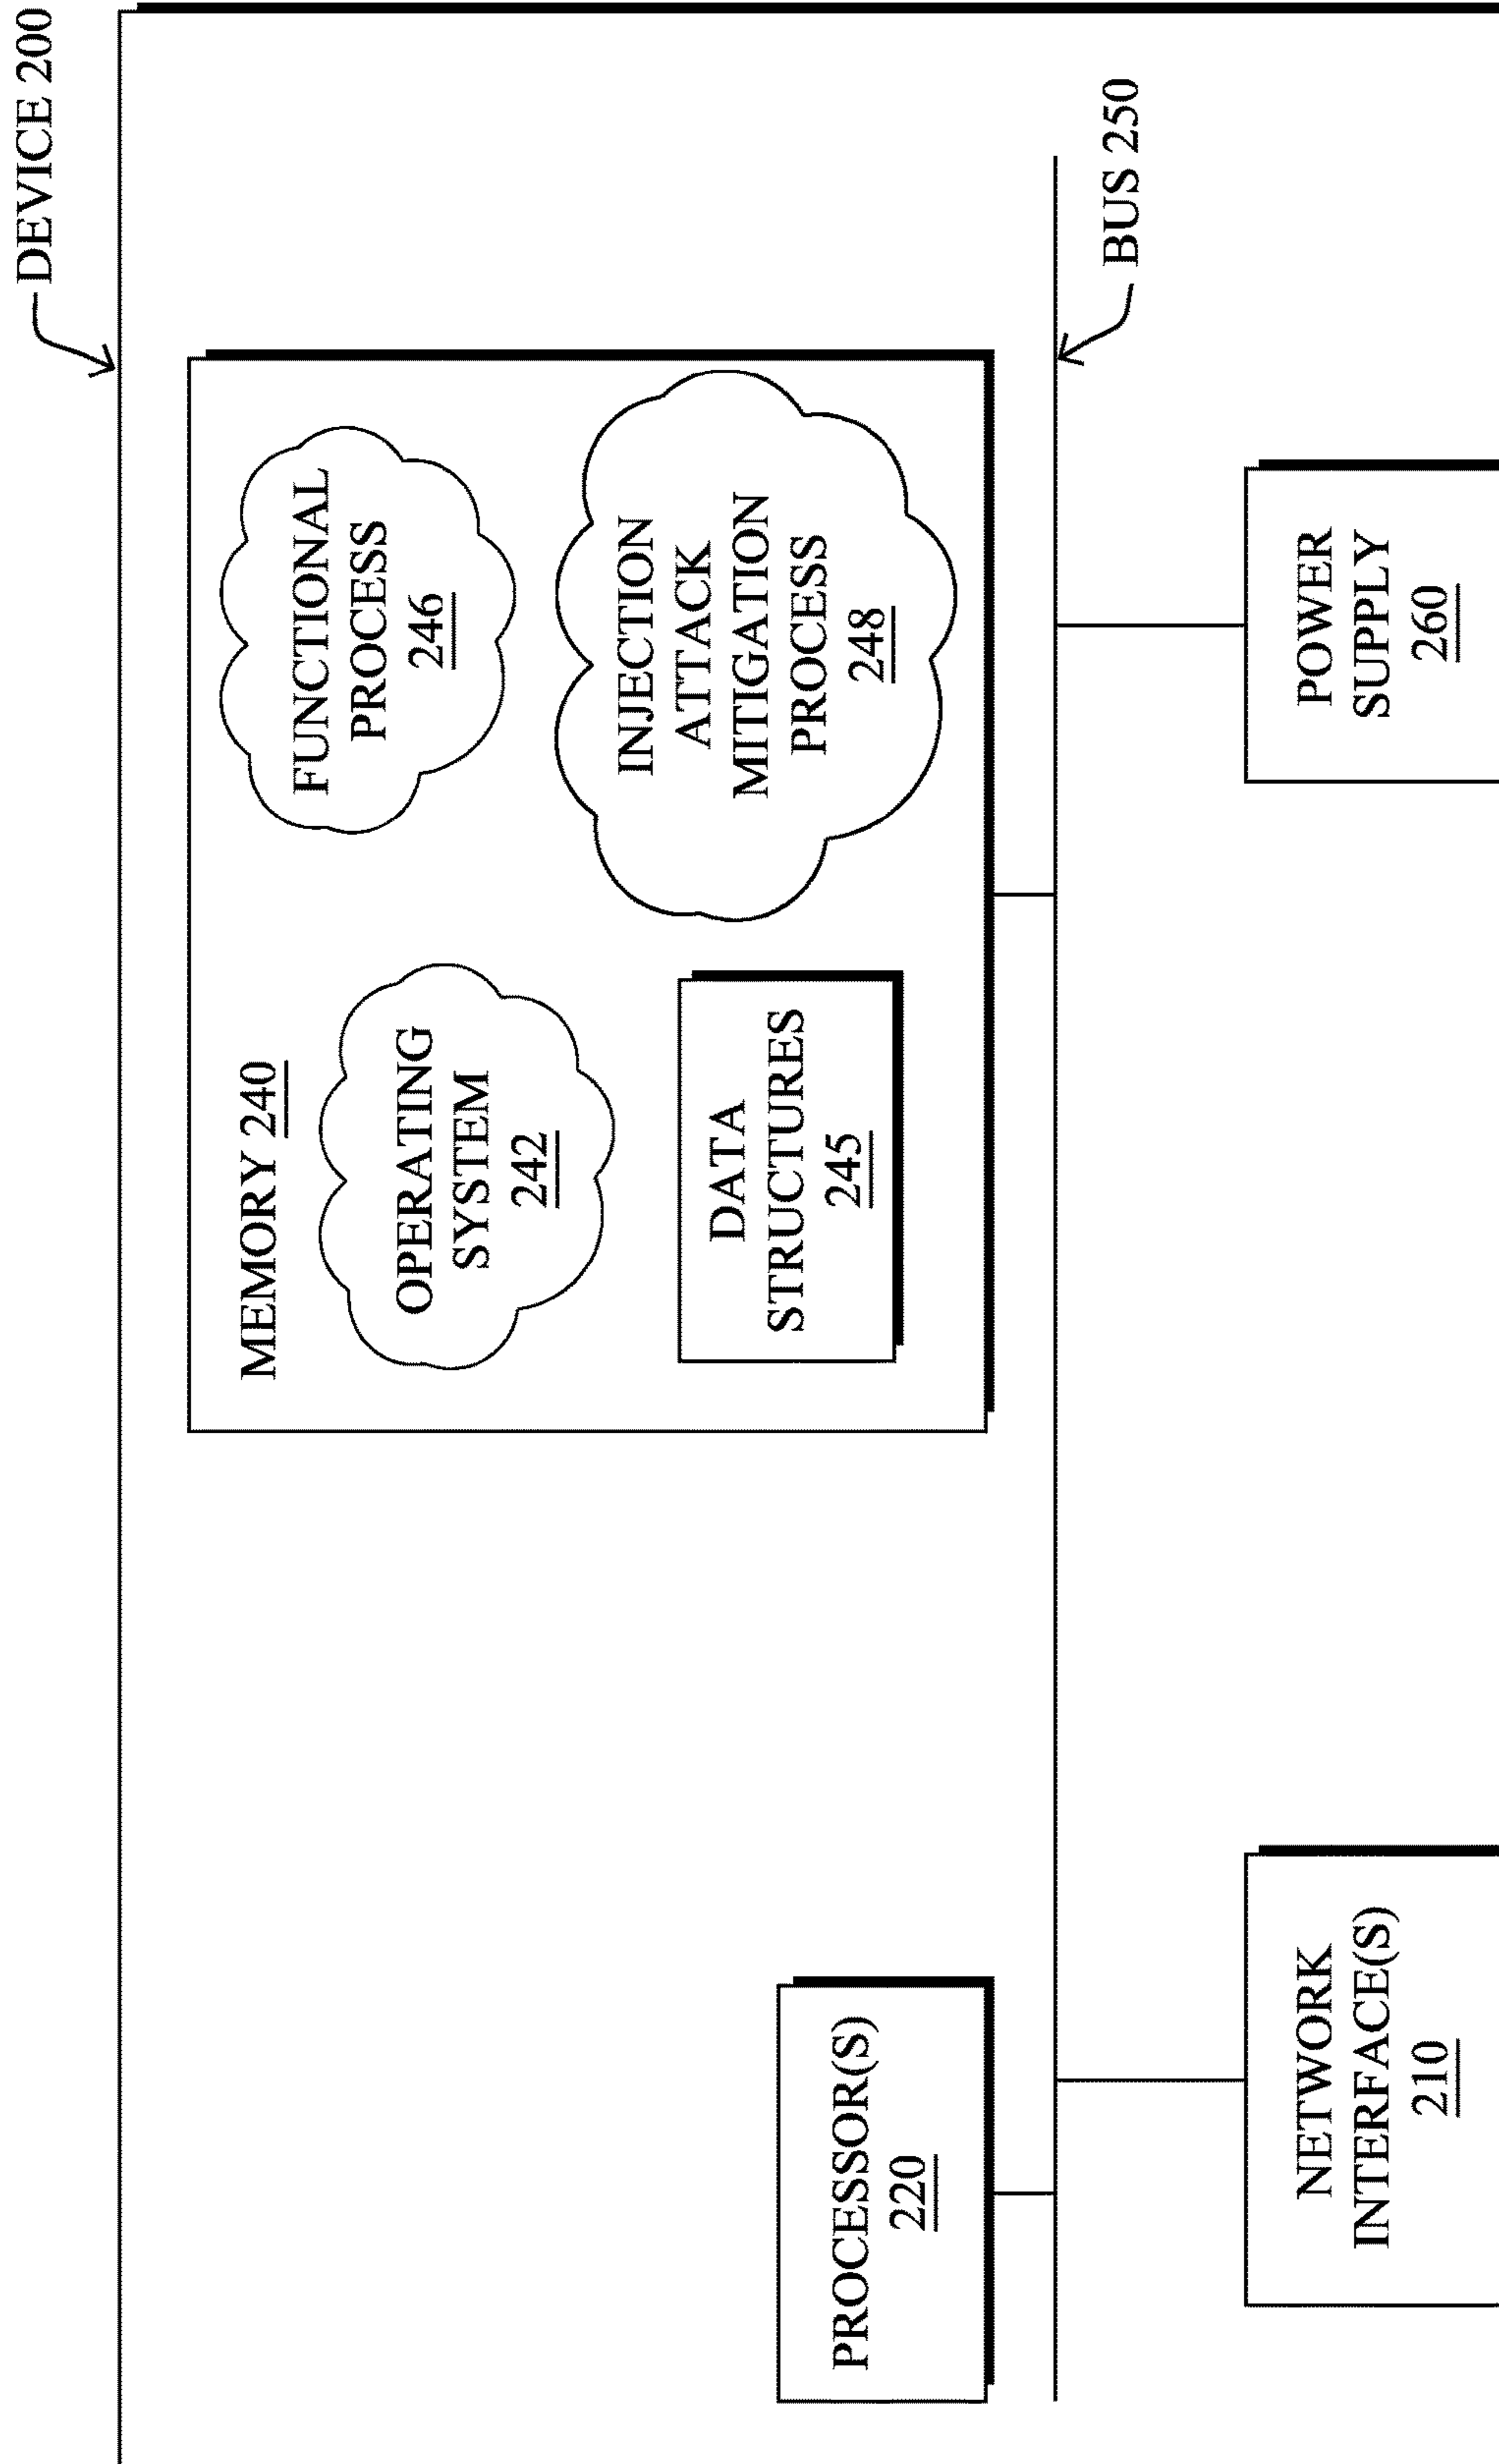 DEVICE 200
MEMORY 240
OPERATING
SYSTEM
242
FUNCTIONAL
PROCESS
246
DATA
STRUCTURES
245
INJECTION
ATTACK
MITIGATION
PROCESS
248
PROCESSOR(S)
220
BUS 250
NETWORK
INTERFACE(S)
210
POWER
SUPPLY
260